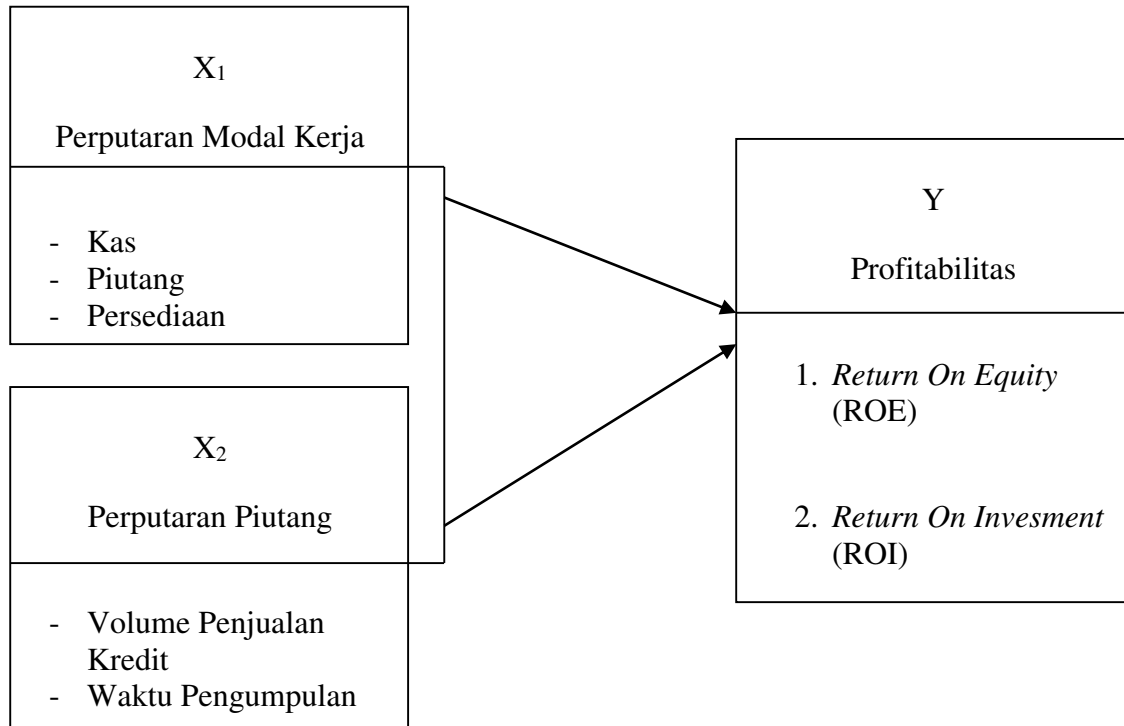 X₁
Perputaran Modal Kerja
- Kas
- Piutang
- Persediaan
X₂
Perputaran Piutang
- Volume Penjualan
Kredit
- Waktu Pengumpulan
Y
Profitabilitas
1. Return On Equity
(ROE)
2. Return On Invesment
(ROI)